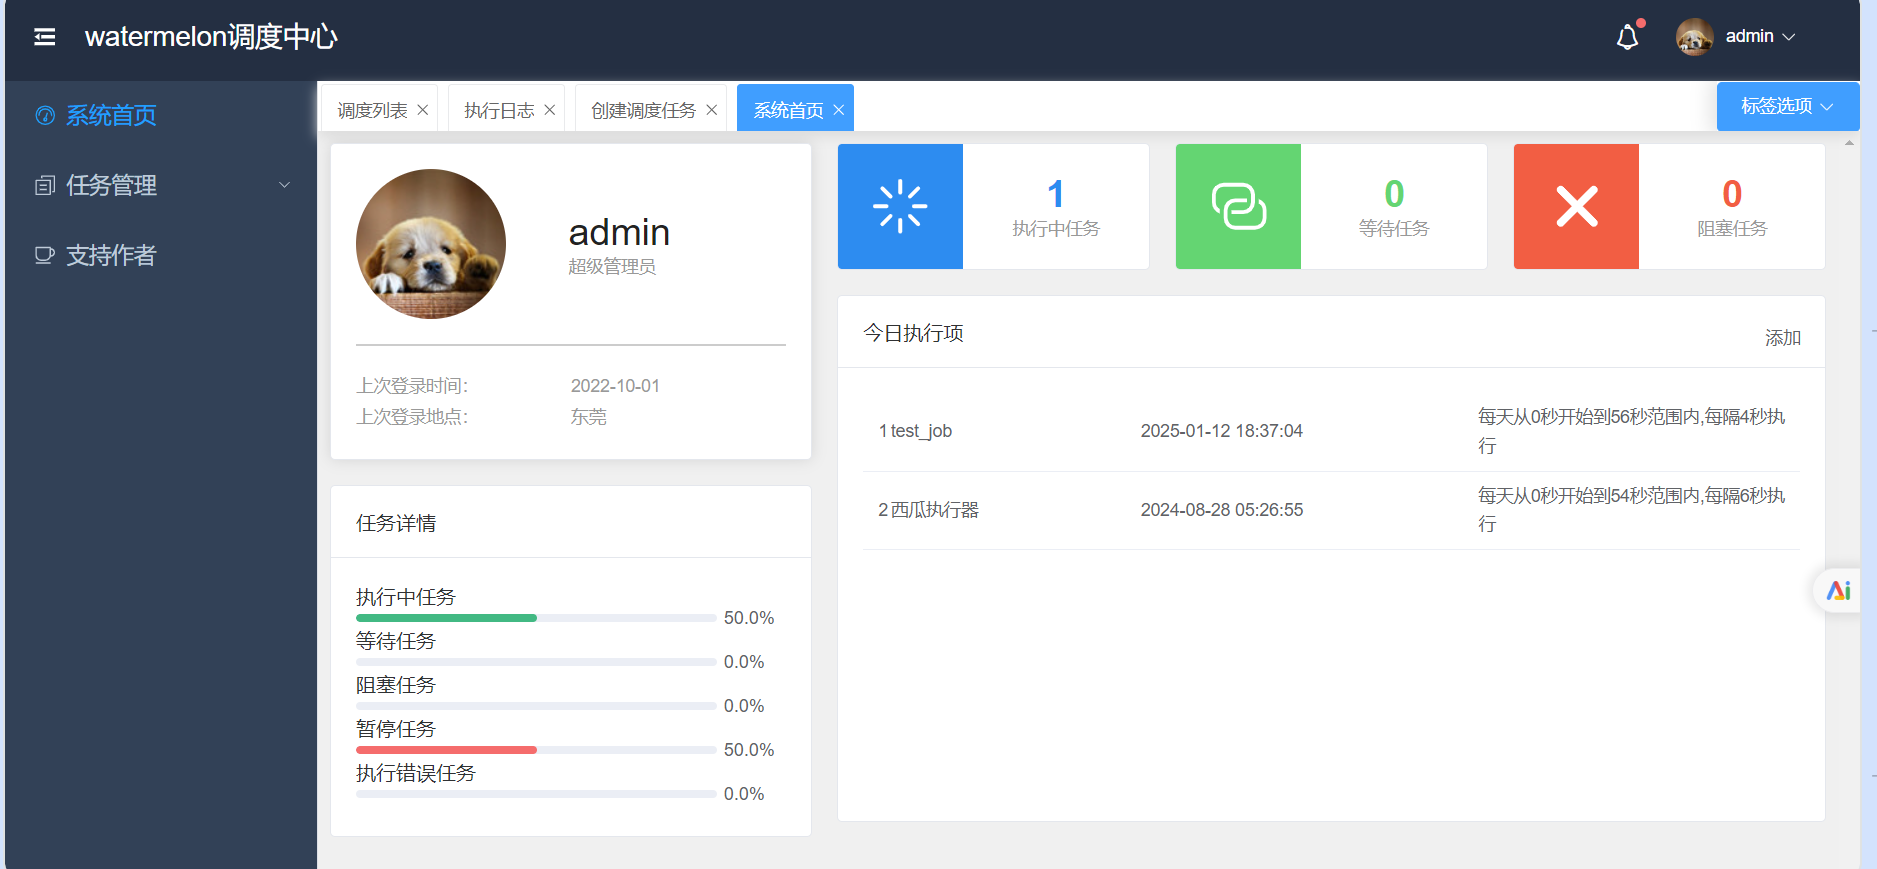 watermelon调度中心
admin
系统首页
任务管理
支持作者
调度列表
执行日志
创建调度任务
系统首页
标签选项
admin
超级管理员
上次登录时间：
2022-10-01
上次登录地点：
东莞
任务详情
执行中任务
50.0%
等待任务
0.0%
阻塞任务
0.0%
暂停任务
50.0%
执行错误任务
0.0%
1
执行中任务
0
等待任务
0
阻塞任务
今日执行项
添加
1 test_job
2025-01-12 18:37:04
每天从0秒开始到56秒范围内,每隔4秒执
行
2 西瓜执行器
2024-08-28 05:26:55
每天从0秒开始到54秒范围内,每隔6秒执
行
Ai